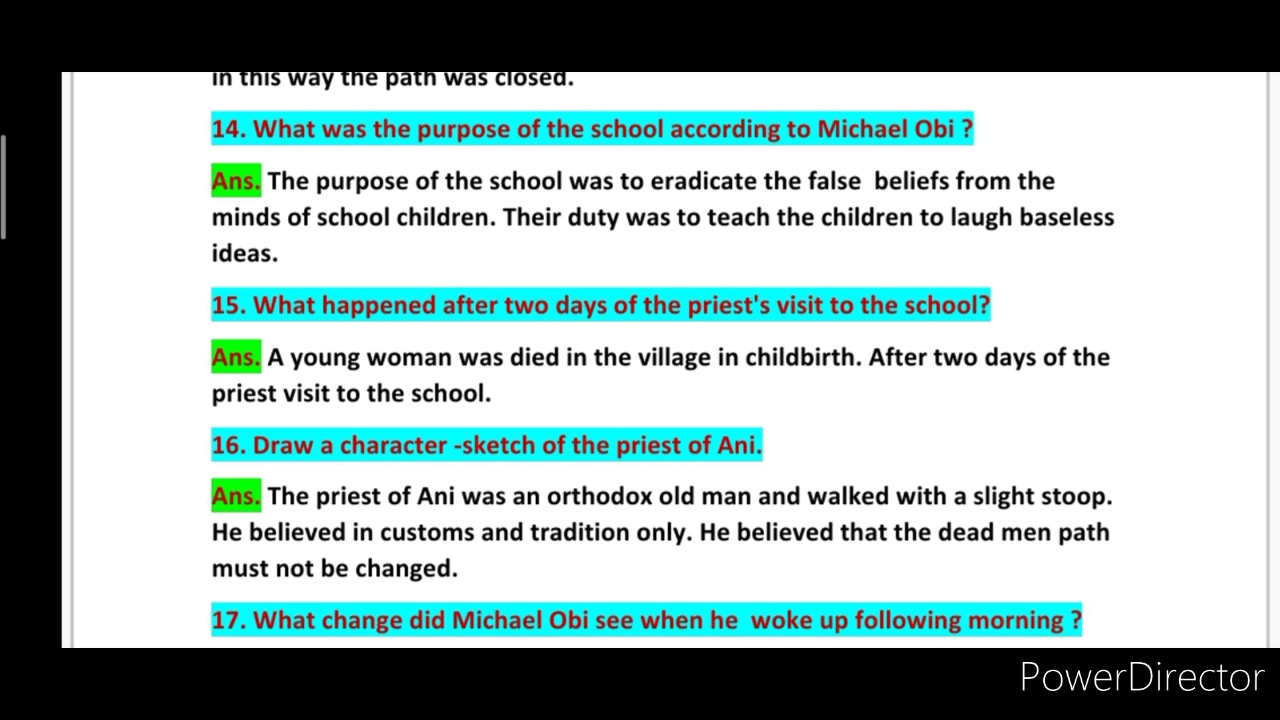 in this way the path was closed.
14. What was the purpose of the school according to Michael Obi ?
Ans. The purpose of the school was to eradicate the false  beliefs from the
minds of school children. Their duty was to teach the children to laugh baseless
ideas.
15. What happened after two days of the priest's visit to the school?
Ans. A young woman was died in the village in childbirth. After two days of the
priest visit to the school.
16. Draw a character -sketch of the priest of Ani.
Ans. The priest of Ani was an orthodox old man and walked with a slight stoop.
He believed in customs and tradition only. He believed that the dead men path
must not be changed.
17. What change did Michael Obi see when he  woke up following morning ?
PowerDirector